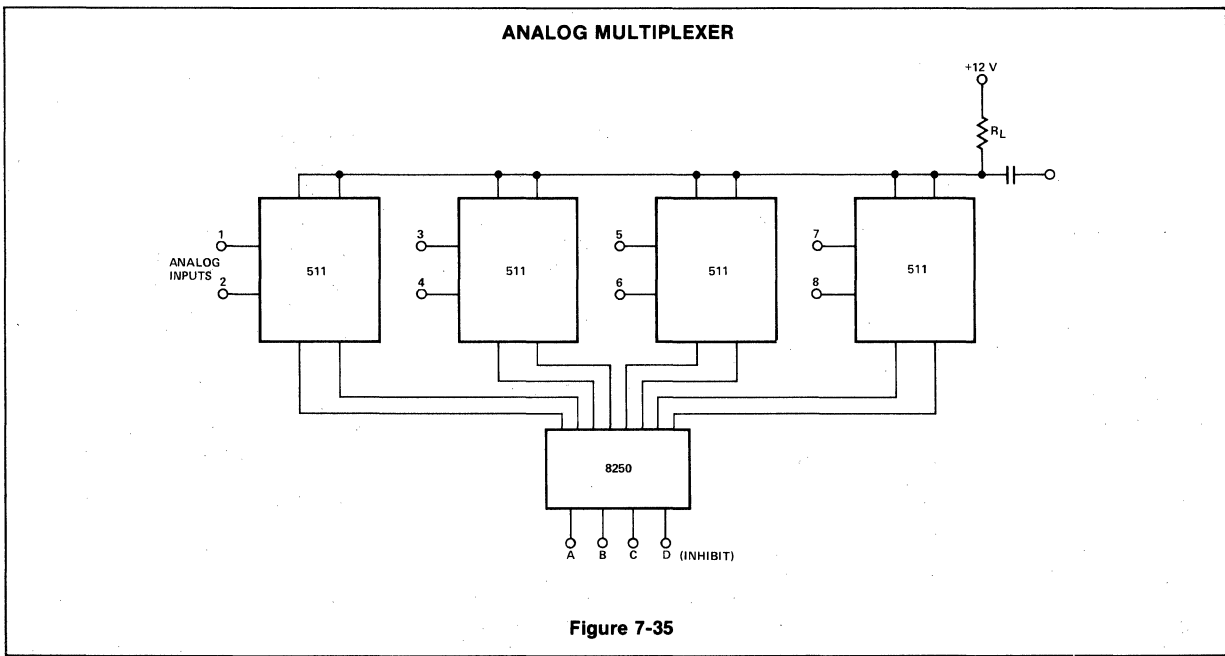 ANALOG MULTIPLEXER
+12 V
RL
1
ANALOG
INPUTS
2
511
3
4
511
5
6
511
7
8
511
8250
A B C D (INHIBIT)
Figure 7-35